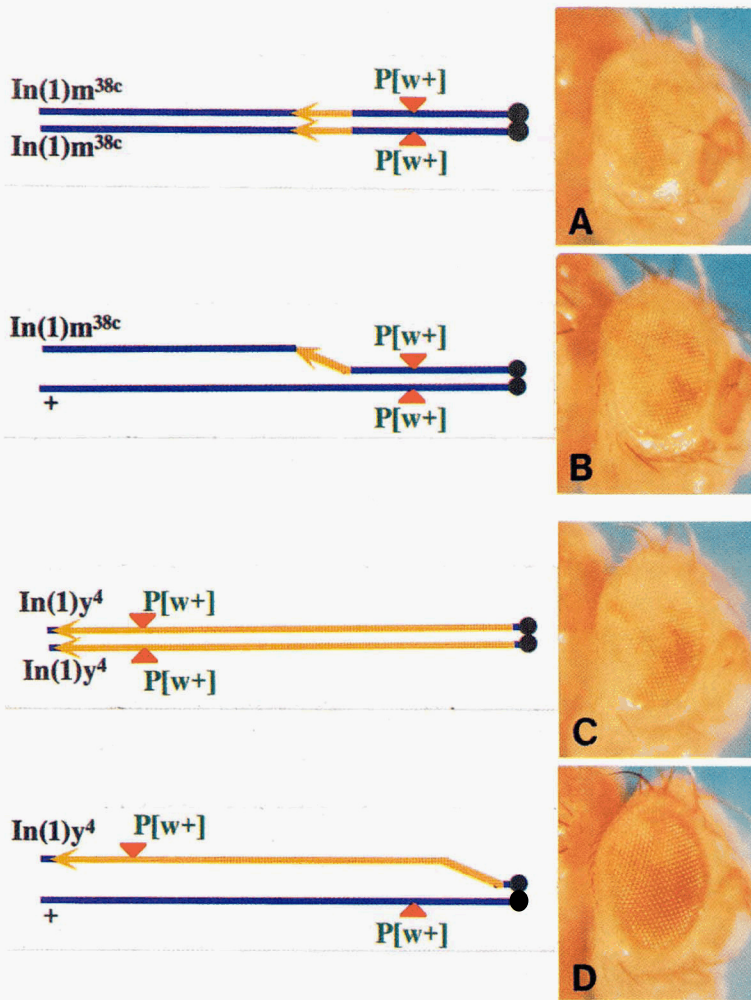 P[w+]
In(1)m³⁸ᶜ
In(1)m³⁸ᶜ
P[w+]
A
In(1)m³⁸ᶜ
P[w+]
+
P[w+]
B
In(1)y⁴
P[w+]
In(1)y⁴
P[w+]
C
P[w+]
In(1)y⁴
+
P[w+]
D